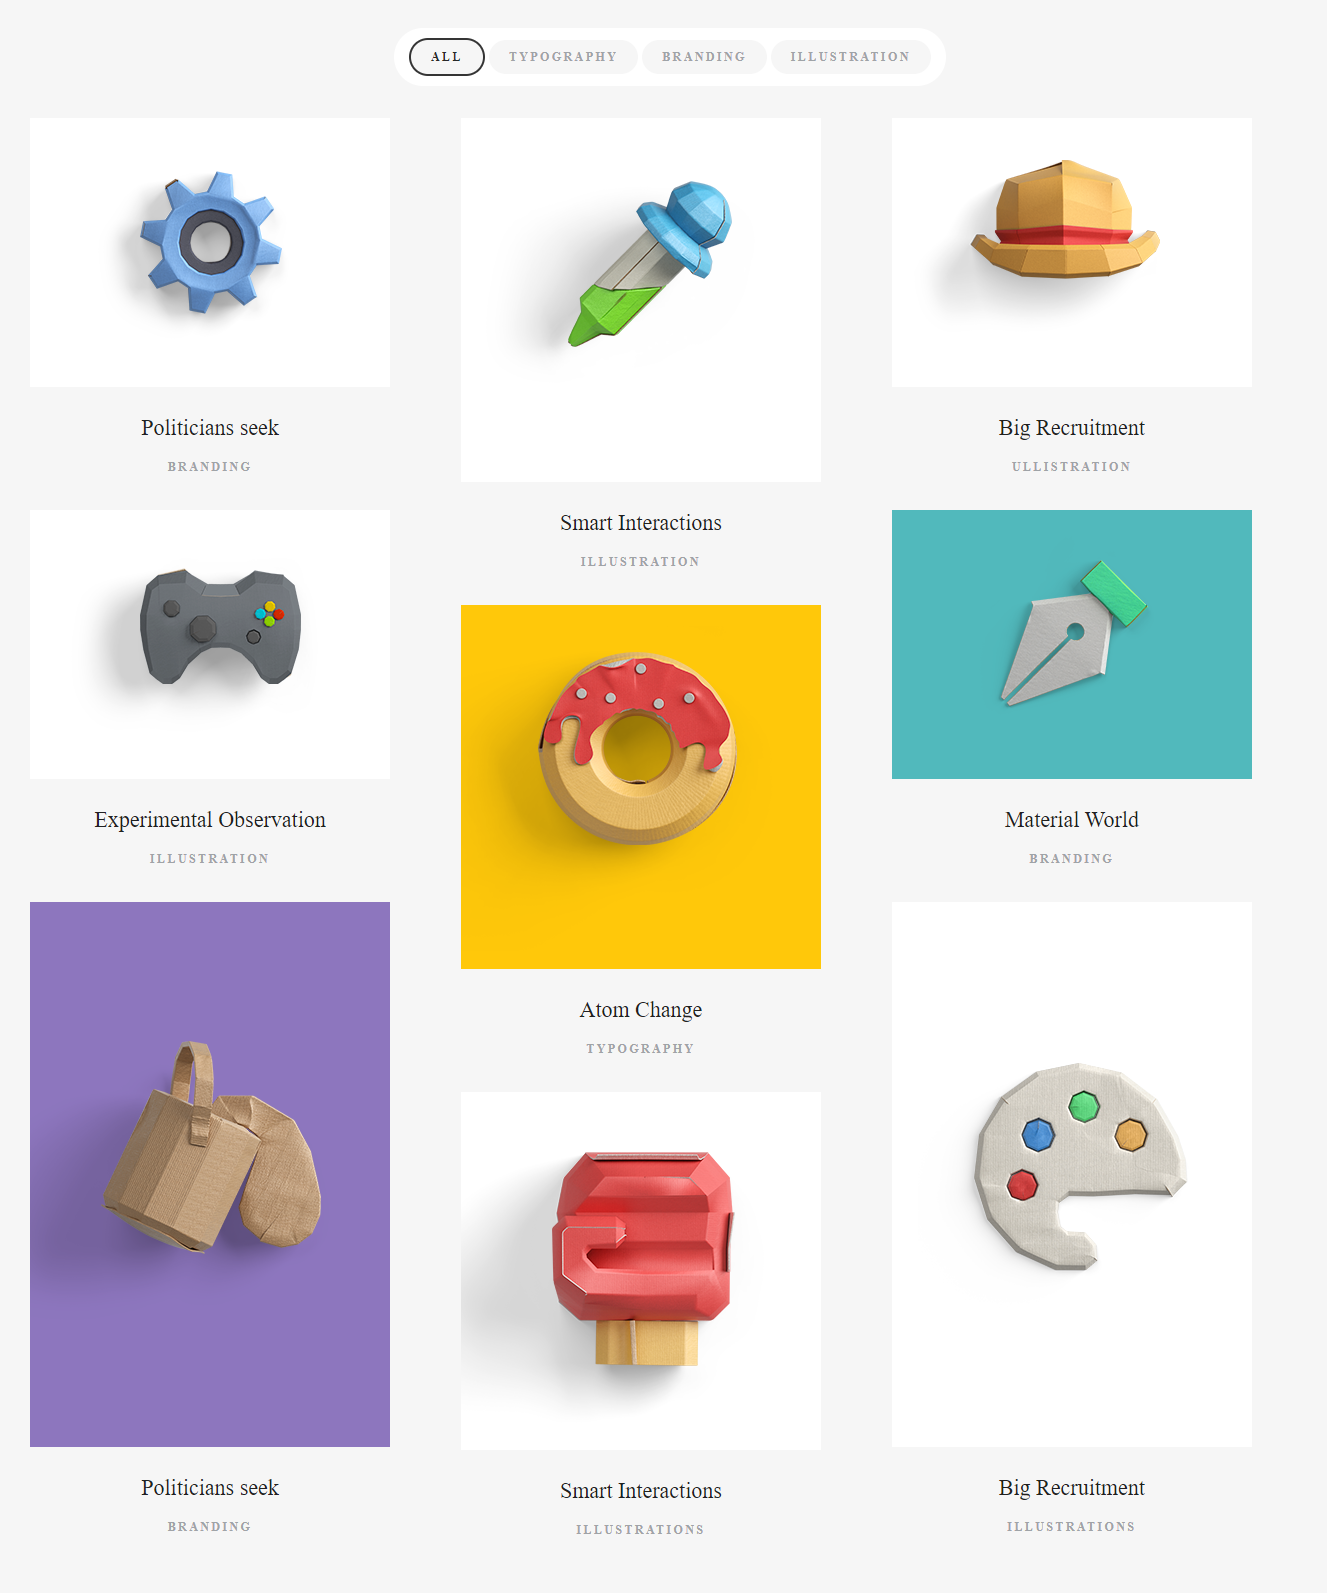 ALL
TYPOGRAPHY
BRANDING
ILLUSTRATION
Politicians seek
BRANDING
Big Recruitment
ULLISTRATION
Smart Interactions
ILLUSTRATION
Experimental Observation
ILLUSTRATION
Material World
BRANDING
Atom Change
TYPOGRAPHY
Politicians seek
BRANDING
Smart Interactions
ILLUSTRATIONS
Big Recruitment
ILLUSTRATIONS